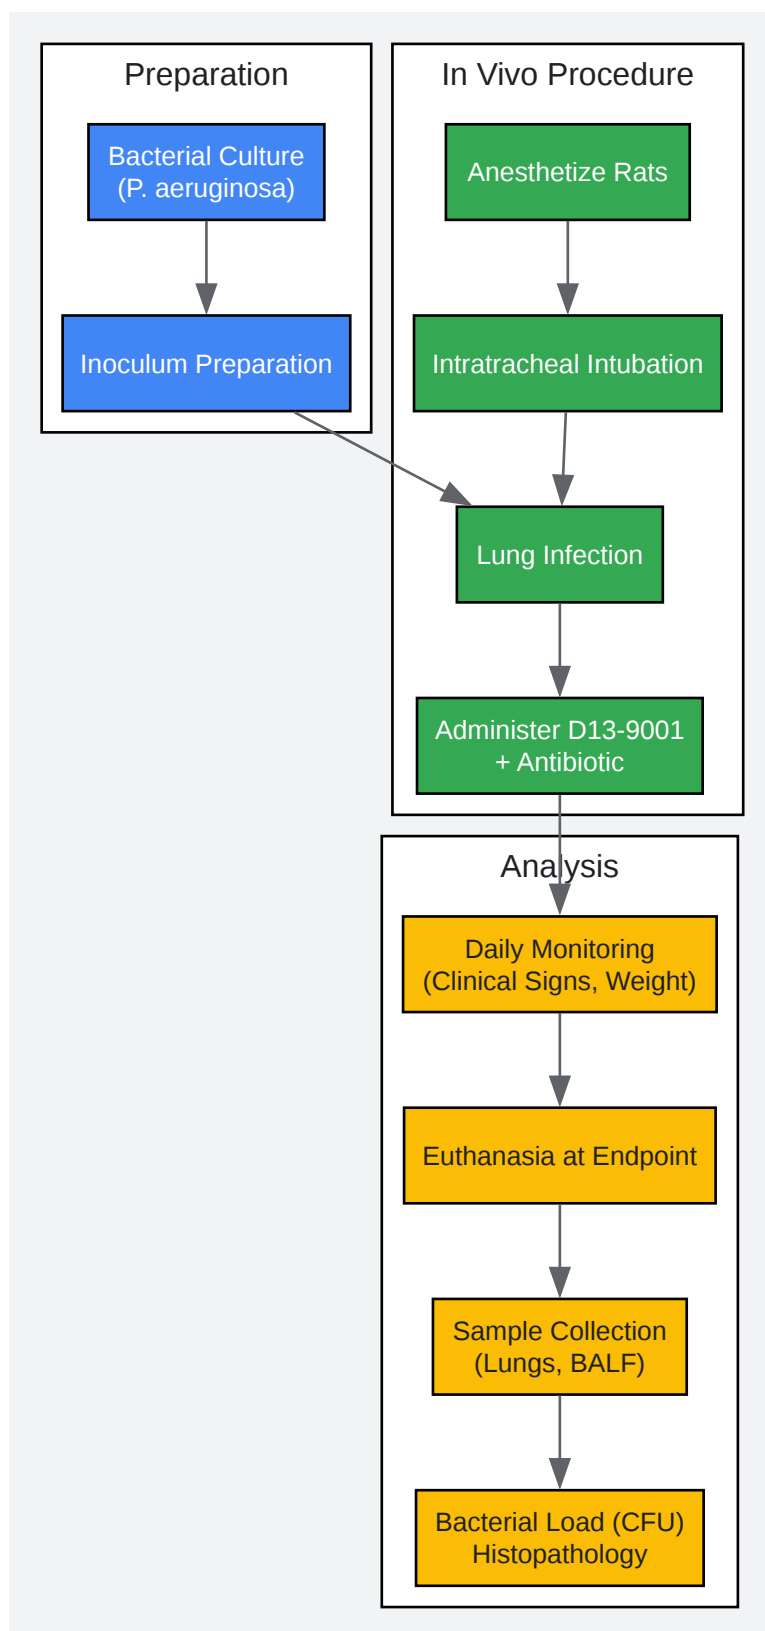 Preparation
Bacterial Culture
(P. aeruginosa)
Inoculum Preparation
In Vivo Procedure
Anesthetize Rats
Intratracheal Intubation
Lung Infection
Administer D13-9001
+ Antibiotic
Analysis
Daily Monitoring
(Clinical Signs, Weight)
Euthanasia at Endpoint
Sample Collection
(Lungs, BALF)
Bacterial Load (CFU)
Histopathology